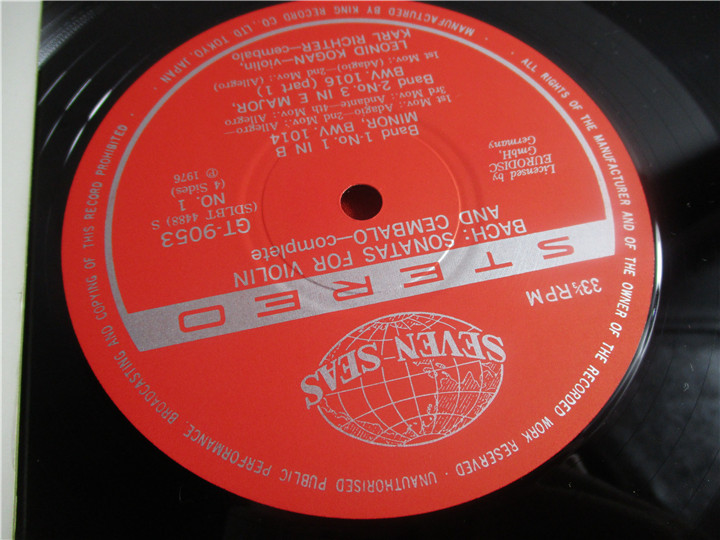 SEVEN SEAS
33⅓RPM
STEREO
BACH: SONATAS FOR VIOLIN
AND CEMBALO—complete
GT-9053
(SDLBT 4488) S
NO. 1
(4 Sides)
℗ 1976
Licensed by
EURODISC
GmbH,
Germany
Band 1-No. 1 IN B
MINOR, BWV. 1014
1st Mov.: Adagio—2nd Mov.: Allegro—
3rd Mov.: Andante—4th Mov.: Allegro
Band 2-No. 3 IN E MAJOR,
BWV. 1016 (part 1)
1st Mov.: (Adagio)—2nd Mov.: (Allegro)
LEONID KOGAN—violin,
KARL RICHTER—cembalo
MANUFACTURED BY KING RECORD CO., LTD TOKYO, JAPAN · ALL RIGHTS OF THE MANUFACTURER AND OF THE OWNER OF THE RECORDED WORK RESERVED · UNAUTHORISED PUBLIC PERFORMANCE, BROADCASTING AND COPYING OF THIS RECORD PROHIBITED ·